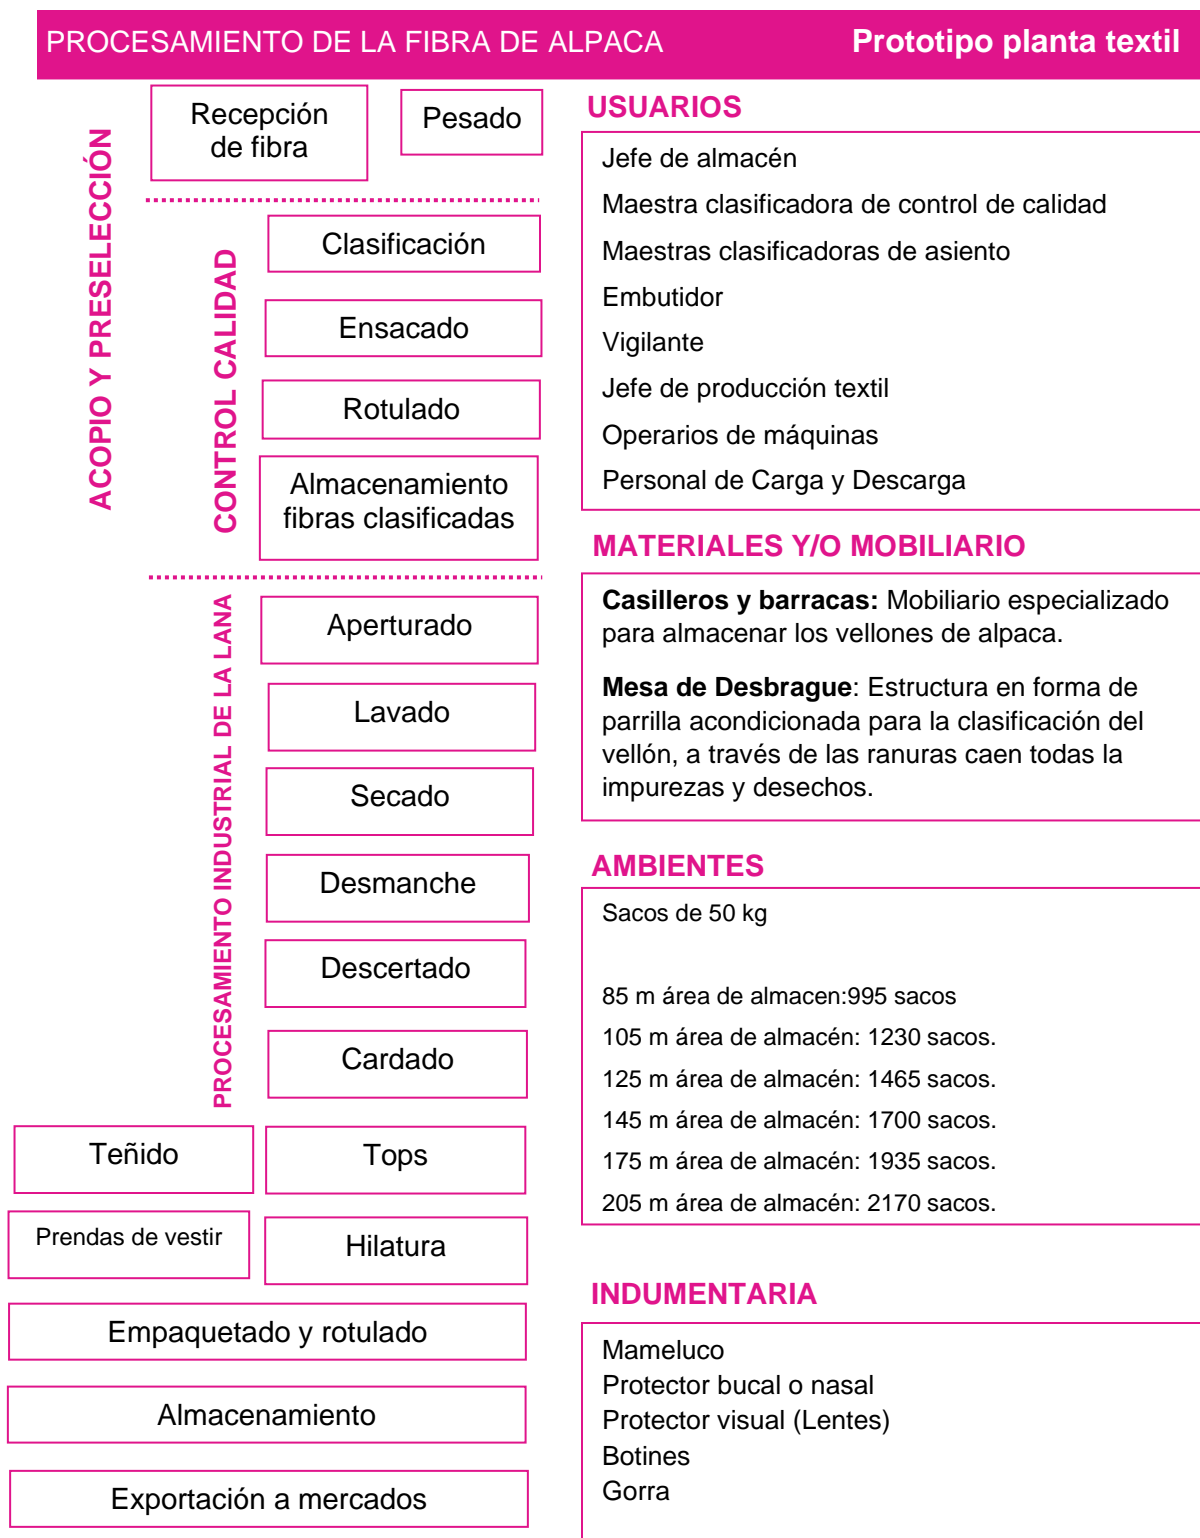 PROCESAMIENTO DE LA FIBRA DE ALPACA
Prototipo planta textil
ACOPIO Y PRESELECCIÓN
Recepción
de fibra
Pesado
CONTROL CALIDAD
Clasificación
Ensacado
Rotulado
Almacenamiento
fibras clasificadas
PROCESAMIENTO INDUSTRIAL DE LA LANA
Aperturado
Lavado
Secado
Desmanche
Descertado
Cardado
Teñido
Tops
Prendas de vestir
Hilatura
Empaquetado y rotulado
Almacenamiento
Exportación a mercados
USUARIOS
Jefe de almacén
Maestra clasificadora de control de calidad
Maestras clasificadoras de asiento
Embutidor
Vigilante
Jefe de producción textil
Operarios de máquinas
Personal de Carga y Descarga
MATERIALES Y/O MOBILIARIO
Casilleros y barracas: Mobiliario especializado
para almacenar los vellones de alpaca.
Mesa de Desbrague: Estructura en forma de
parrilla acondicionada para la clasificación del
vellón, a través de las ranuras caen todas la
impurezas y desechos.
AMBIENTES
Sacos de 50 kg
85 m área de almacen:995 sacos
105 m área de almacén: 1230 sacos.
125 m área de almacén: 1465 sacos.
145 m área de almacén: 1700 sacos.
175 m área de almacén: 1935 sacos.
205 m área de almacén: 2170 sacos.
INDUMENTARIA
Mameluco
Protector bucal o nasal
Protector visual (Lentes)
Botines
Gorra